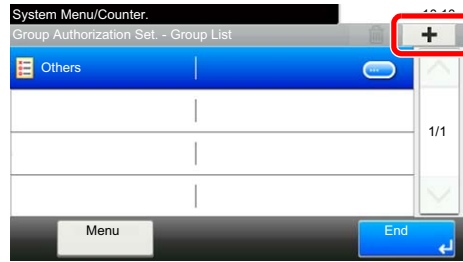 System Menu/Counter.
Group Authorization Set. - Group List
Others
1/1
Menu
End